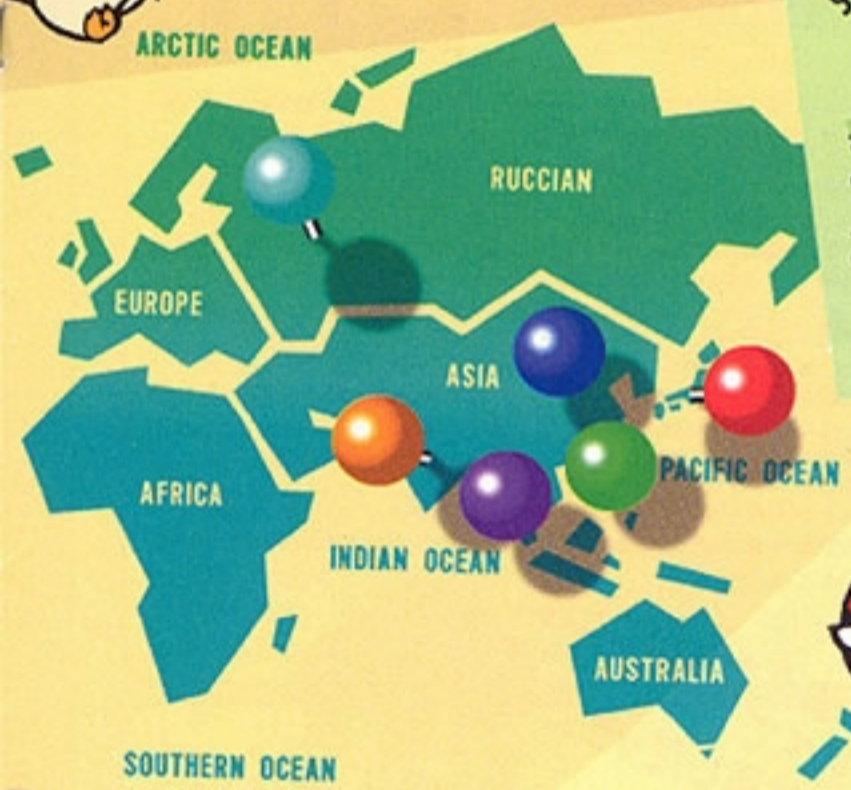 ARCTIC OCEAN
RUCCIAN
EUROPE
ASIA
AFRICA
PACIFIC OCEAN
INDIAN OCEAN
AUSTRALIA
SOUTHERN OCEAN